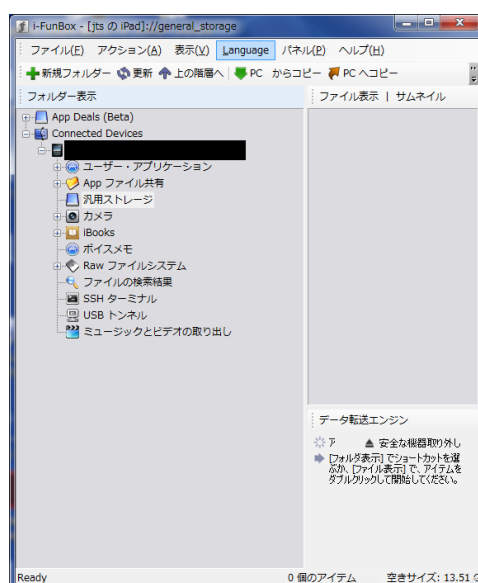 i-FunBox - [jts の iPad]://general_storage
ファイル(F) アクション(A) 表示(V) Language パネル(P) ヘルプ(H)
新規フォルダー 更新 上の階層へ PC からコピー PC へコピー
フォルダー表示
ファイル表示 | サムネイル
App Deals (Beta)
Connected Devices
ユーザー・アプリケーション
App ファイル共有
汎用ストレージ
カメラ
iBooks
ボイスメモ
Raw ファイルシステム
ファイルの検索結果
SSH ターミナル
USB トンネル
ミュージックとビデオの取り出し
データ転送エンジン
ア 安全な機器取り外し
[フォルダ表示] でショートカットを選
ぶか、[ファイル表示] で、アイテムを
ダブルクリックして開始してください。
Ready 0 個のアイテム 空きサイズ: 13.51